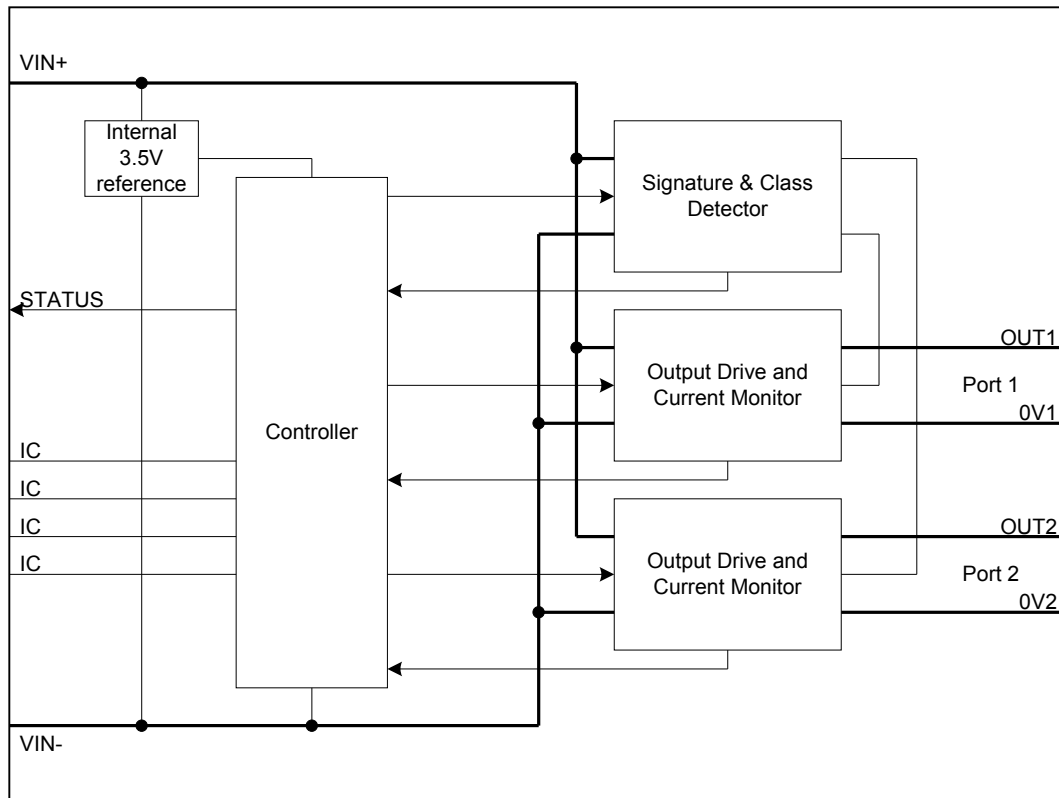 VIN+
Internal
3.5V
reference
Signature & Class
Detector
STATUS
OUT1
Output Drive and
Current Monitor
Port 1
Controller
0V1
IC
IC
OUT2
IC
Output Drive and
Current Monitor
IC
Port 2
0V2
VIN-